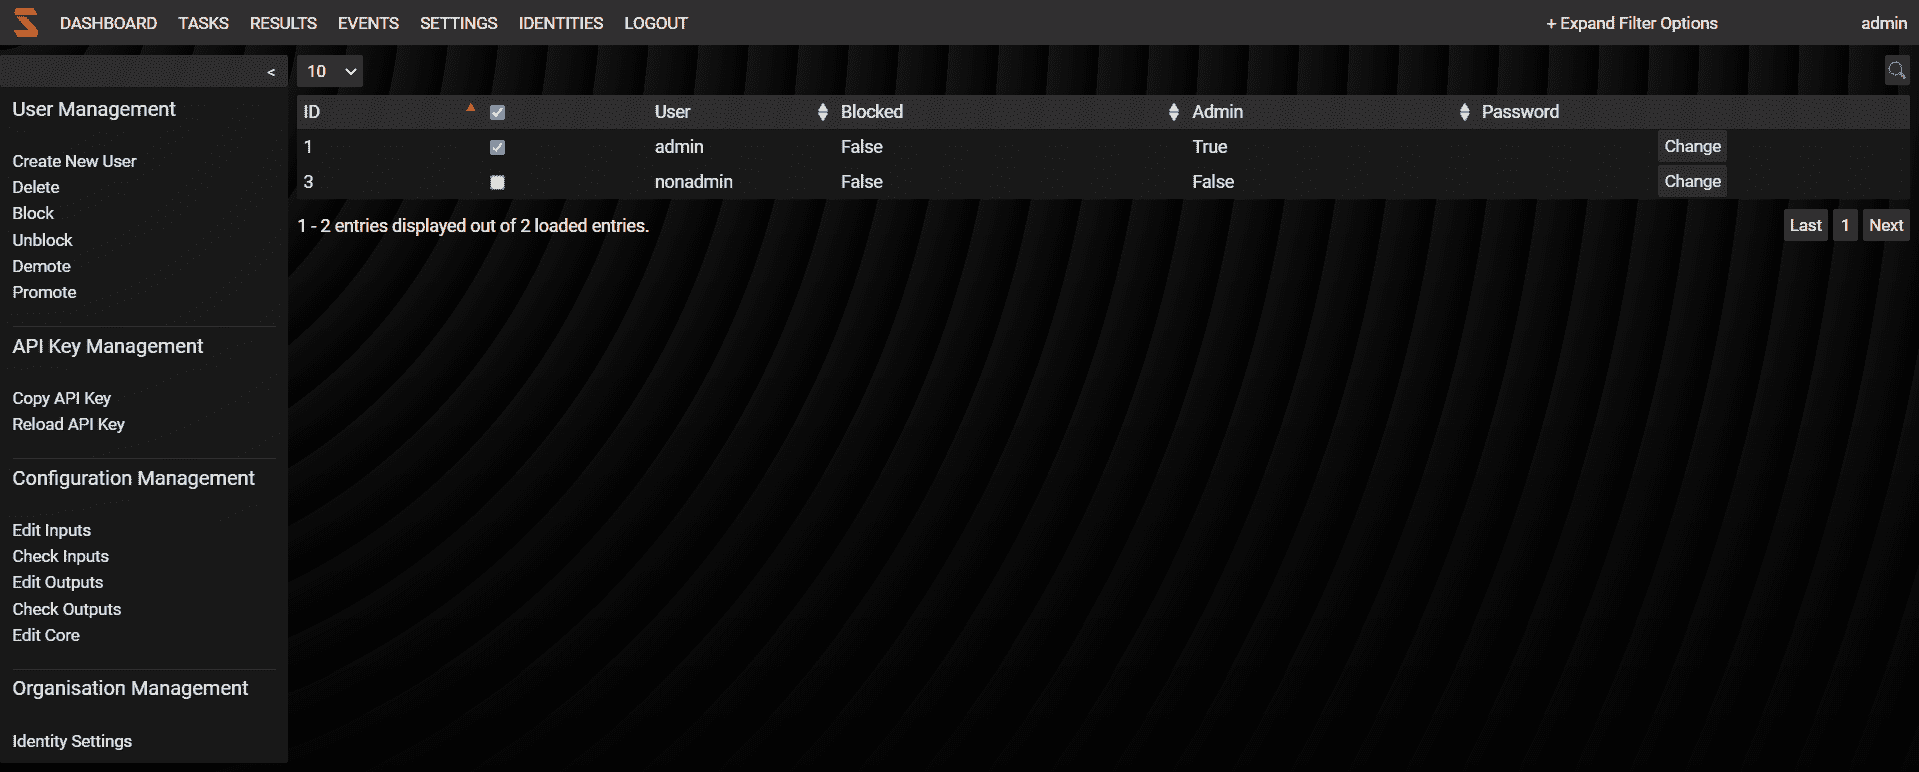 DASHBOARD TASKS RESULTS EVENTS SETTINGS IDENTITIES LOGOUT + Expand Filter Options admin
< 10
User Management
Create New User
Delete
Block
Unblock
Demote
Promote
API Key Management
Copy API Key
Reload API Key
Configuration Management
Edit Inputs
Check Inputs
Edit Outputs
Check Outputs
Edit Core
Organisation Management
Identity Settings
ID User Blocked Admin Password
1 admin False True Change
3 nonadmin False False Change
1 - 2 entries displayed out of 2 loaded entries. Last 1 Next